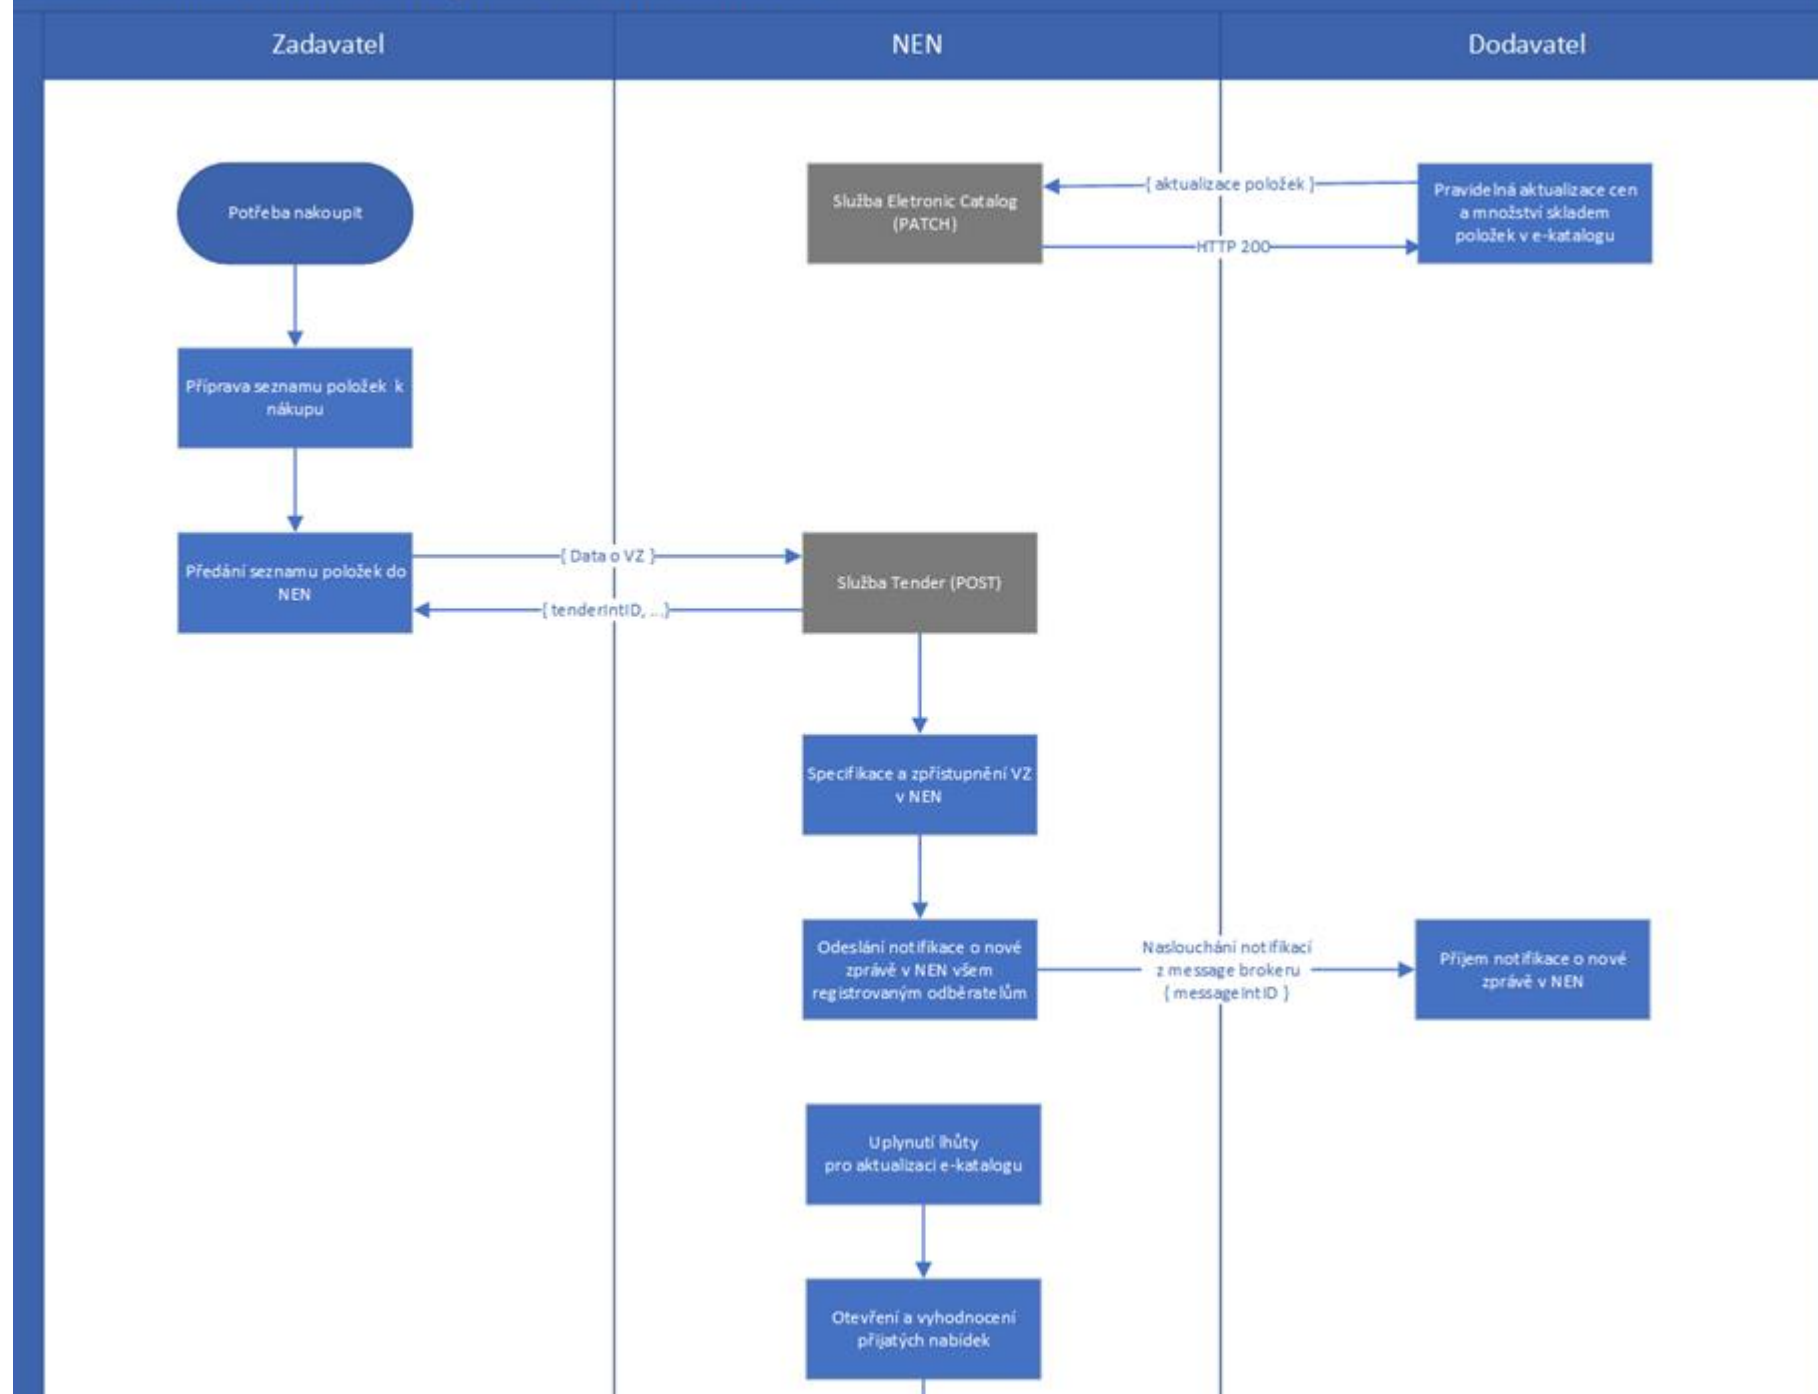 Zadavatel
NEN
Dodavatel
Potřeba nakoupit
Služba Eletronic Catalog
(PATCH)
{ aktualizace položek }
HTTP 200
Pravidelná aktualizace cen
a množství skladem
položek v e-katalogu
Příprava seznamu položek k
nákupu
Předání seznamu položek do
NEN
{ Data o VZ }
{ tenderIntID, ...}
Služba Tender (POST)
Specifikace a zpřístupnění VZ
v NEN
Odeslání notifikace o nové
zprávě v NEN všem
registrovaným odběratelům
Naslouchání notifikací
z message brokeru
{ messageIntID }
Příjem notifikace o nové
zprávě v NEN
Uplynutí lhůty
pro aktualizaci e-katalogu
Otevření a vyhodnocení
přijatých nabídek